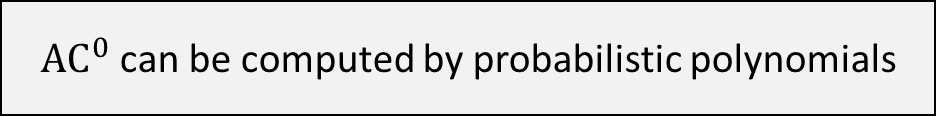 AC⁰ can be computed by probabilistic polynomials